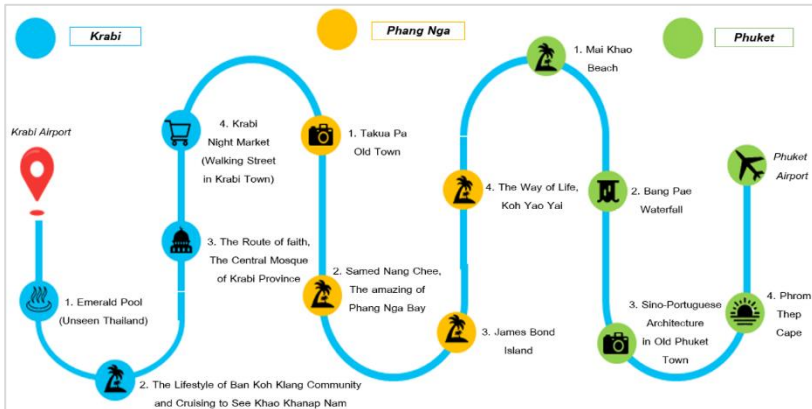 Krabi
Phang Nga
Phuket
Krabi Airport
1. Emerald Pool
(Unseen Thailand)
2. The Lifestyle of Ban Koh Klang Community
and Cruising to See Khao Khanap Nam
3. The Route of faith,
The Central Mosque
of Krabi Province
4. Krabi
Night Market
(Walking Street
in Krabi Town)
1. Takua Pa
Old Town
2. Samed Nang Chee,
The amazing of
Phang Nga Bay
3. James Bond
Island
4. The Way of Life,
Koh Yao Yai
1. Mai Khao
Beach
2. Bang Pae
Waterfall
3. Sino-Portuguese
Architecture
in Old Phuket
Town
4. Phrom
Thep
Cape
Phuket
Airport